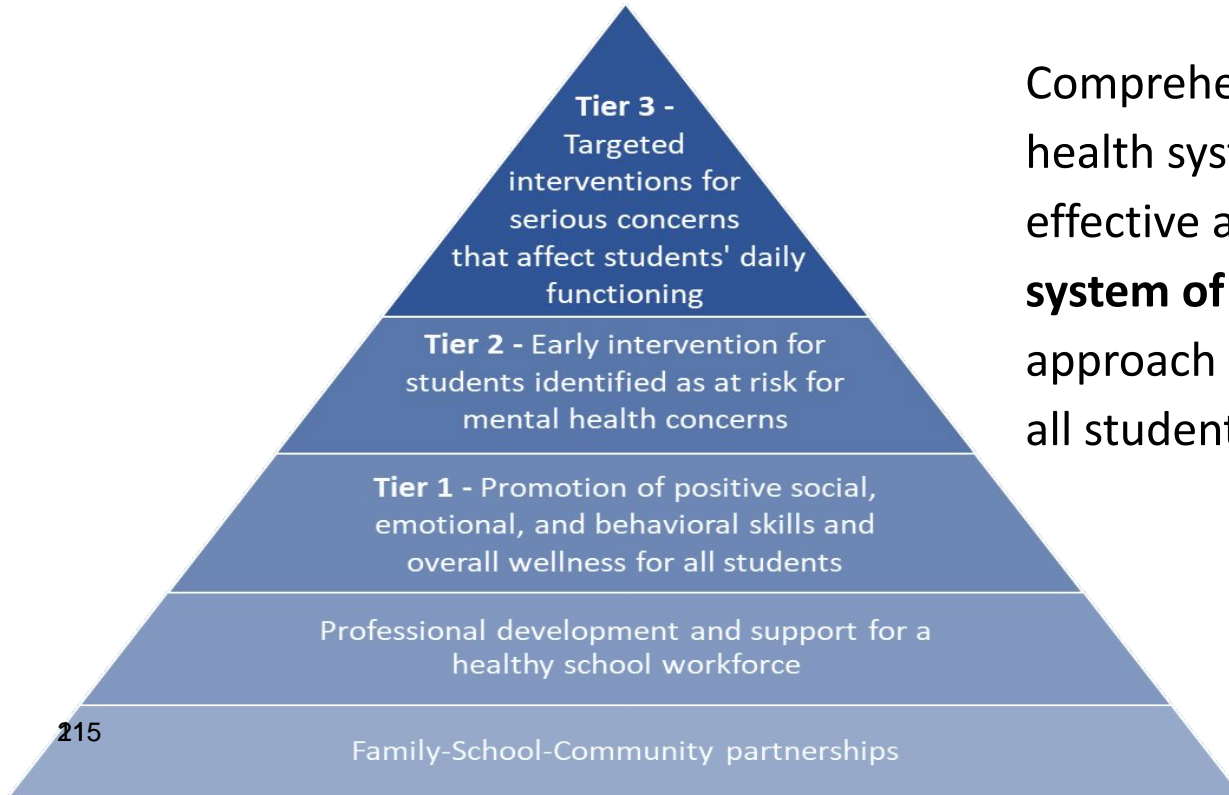 Tier 3 -
Targeted
interventions for
serious concerns
that affect students' daily
functioning
Tier 2 - Early intervention for
students identified as at risk for
mental health concerns
Tier 1 - Promotion of positive social,
emotional, and behavioral skills and
overall wellness for all students
Professional development and support for a
healthy school workforce
Family-School-Community partnerships
health
effective
system of
approach
all